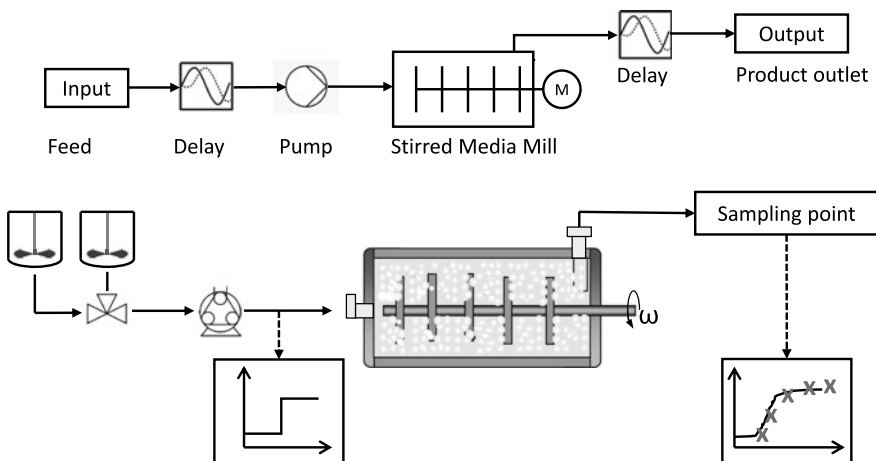 Input
Feed
Delay
Pump
M
Stirred Media Mill
Delay
Output
Product outlet
Sampling point
ω
X X X X X